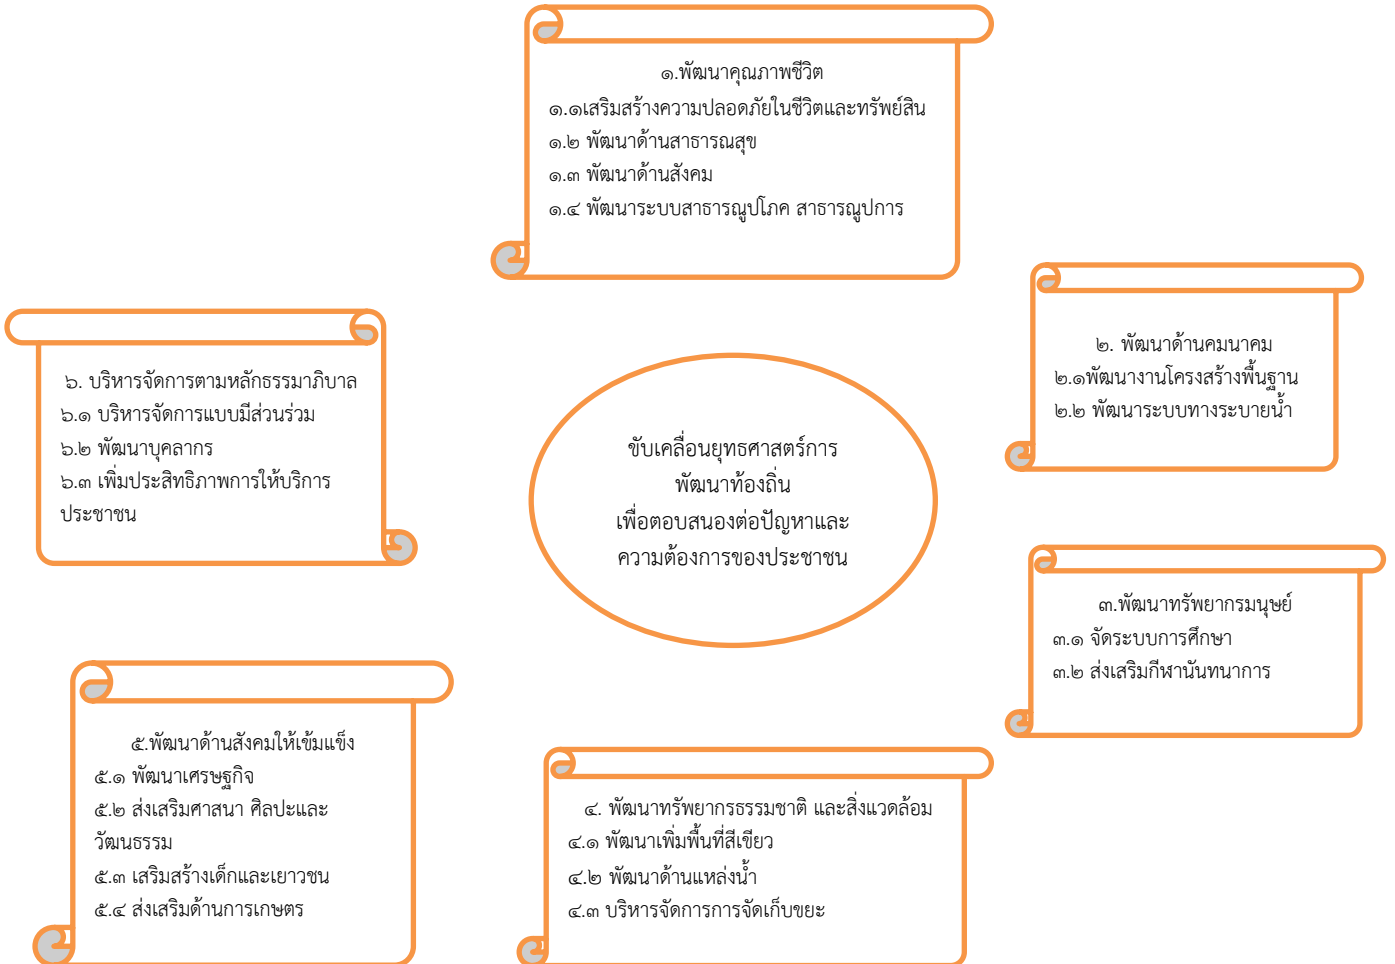 ๑.พัฒนาคุณภาพชีวิต
๑.๑เสริมสร้างความปลอดภัยในชีวิตและทรัพย์สิน
๑.๒ พัฒนาด้านสาธารณสุข
๑.๓ พัฒนาด้านสังคม
๑.๔ พัฒนาระบบสาธารณูปโภค สาธารณูปการ
๒. พัฒนาด้านคมนาคม
๒.๑พัฒนางานโครงสร้างพื้นฐาน
๒.๒ พัฒนาระบบทางระบายน้ำ
๖. บริหารจัดการตามหลักธรรมาภิบาล
๖.๑ บริหารจัดการแบบมีส่วนร่วม
๖.๒ พัฒนาบุคลากร
๖.๓ เพิ่มประสิทธิภาพการให้บริการ
ประชาชน
ขับเคลื่อนยุทธศาสตร์การ
พัฒนาท้องถิ่น
เพื่อตอบสนองต่อปัญหาและ
ความต้องการของประชาชน
๓.พัฒนาทรัพยากรมนุษย์
๓.๑ จัดระบบการศึกษา
๓.๒ ส่งเสริมกีฬานันทนาการ
๕.พัฒนาด้านสังคมให้เข้มแข็ง
๕.๑ พัฒนาเศรษฐกิจ
๕.๒ ส่งเสริมศาสนา ศิลปะและ
วัฒนธรรม
๕.๓ เสริมสร้างเด็กและเยาวชน
๕.๔ ส่งเสริมด้านการเกษตร
๔. พัฒนาทรัพยากรธรรมชาติ และสิ่งแวดล้อม
๔.๑ พัฒนาเพิ่มพื้นที่สีเขียว
๔.๒ พัฒนาด้านแหล่งน้ำ
๔.๓ บริหารจัดการการจัดเก็บขยะ